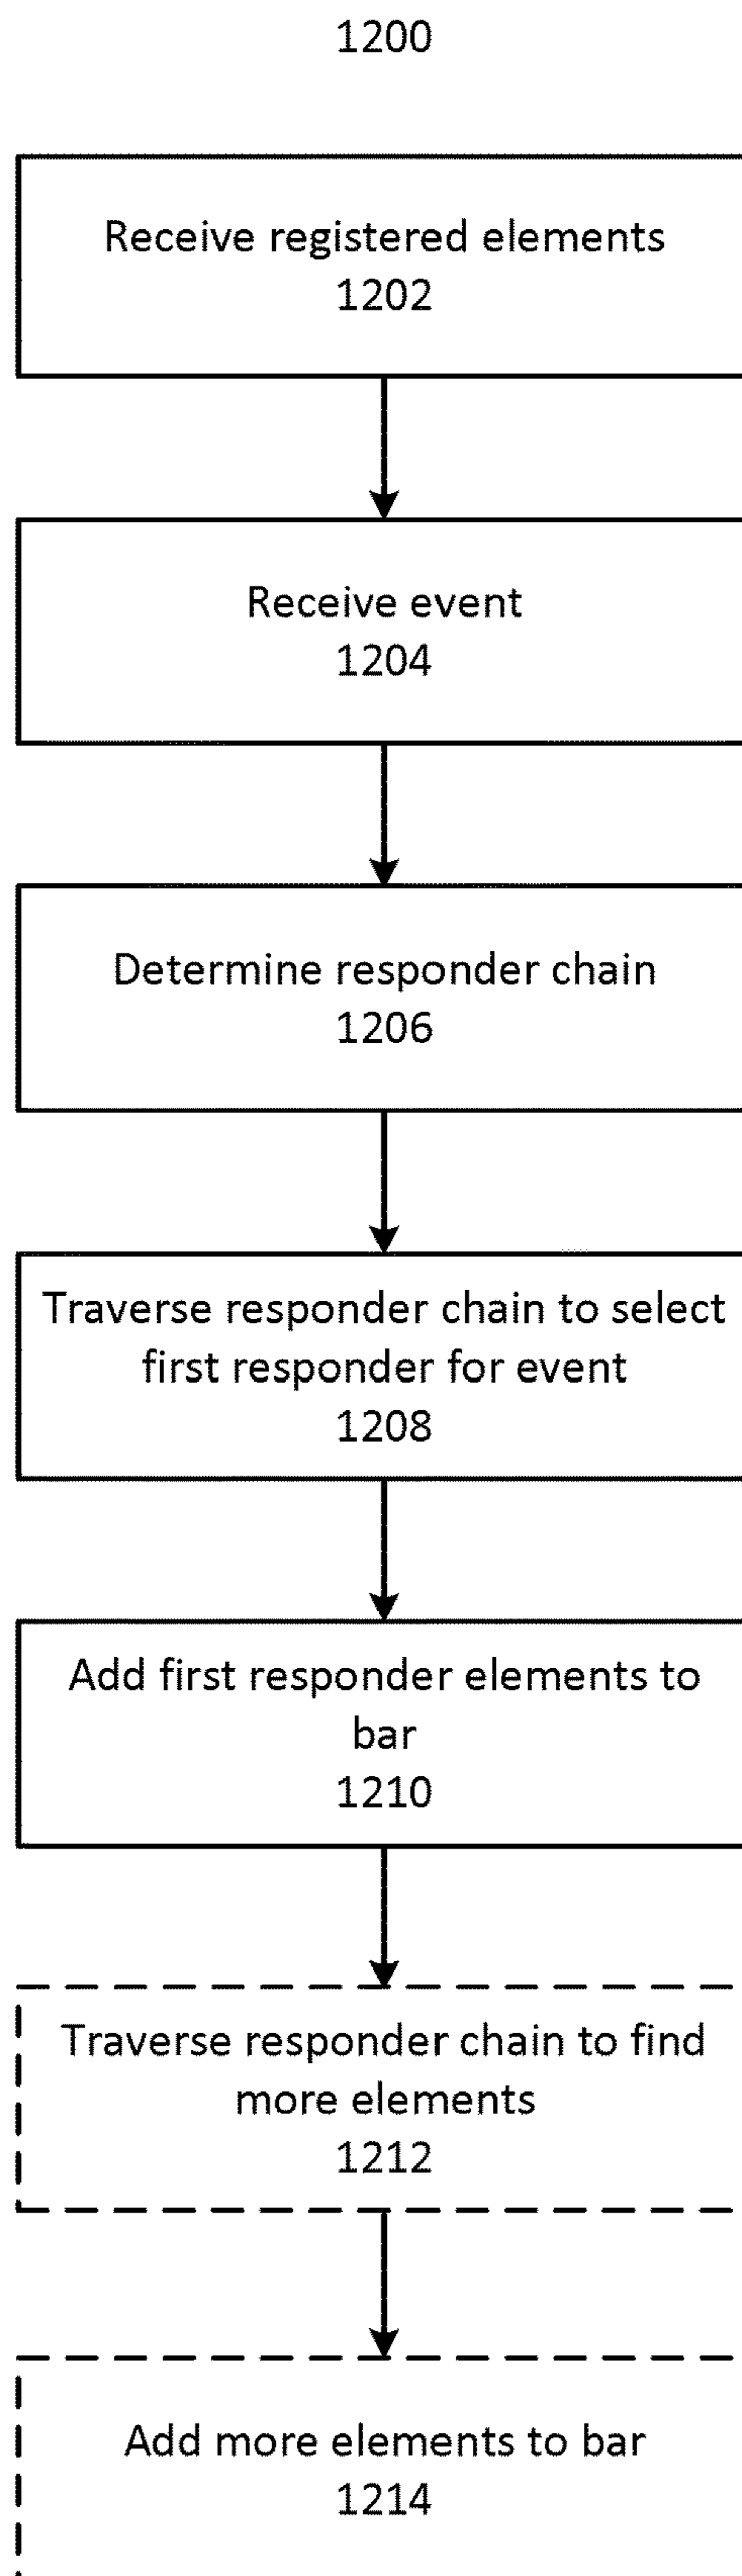 1200
Receive registered elements
1202
Receive event
1204
Determine responder chain
1206
Traverse responder chain to select
first responder for event
1208
Add first responder elements to
bar
1210
Traverse responder chain to find
more elements
1212
Add more elements to bar
1214